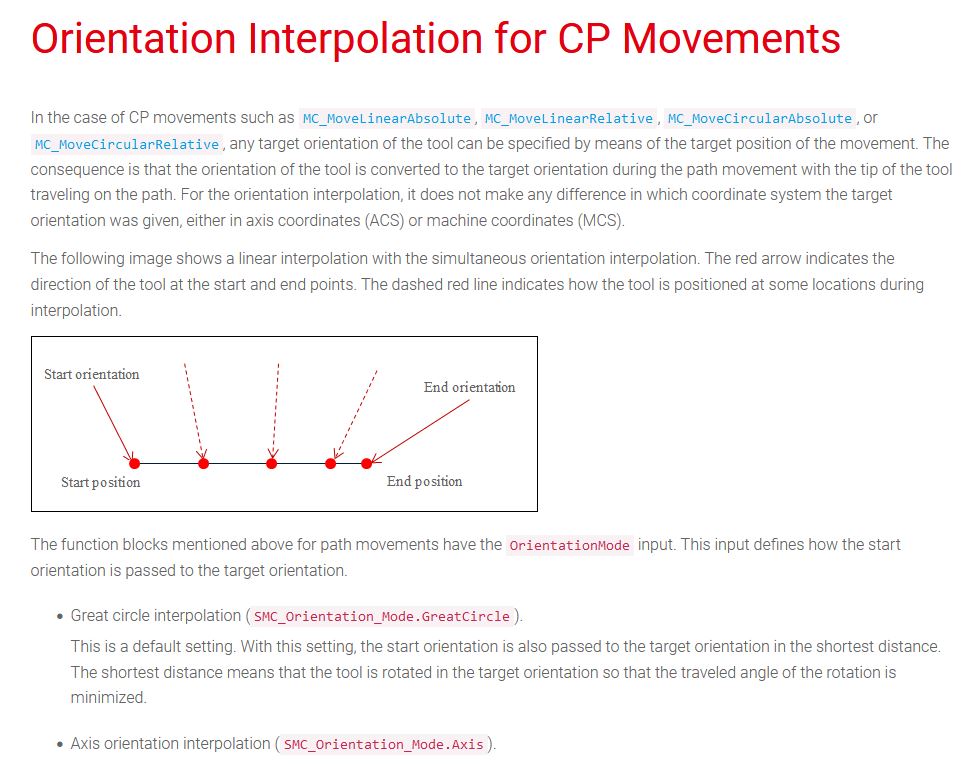 Orientation Interpolation for CP Movements
In the case of CP movements such as MC_MoveLinearAbsolute, MC_MoveLinearRelative, MC_MoveCircularAbsolute, or
MC_MoveCircularRelative, any target orientation of the tool can be specified by means of the target position of the movement. The
consequence is that the orientation of the tool is converted to the target orientation during the path movement with the tip of the tool
traveling on the path. For the orientation interpolation, it does not make any difference in which coordinate system the target
orientation was given, either in axis coordinates (ACS) or machine coordinates (MCS).
The following image shows a linear interpolation with the simultaneous orientation interpolation. The red arrow indicates the
direction of the tool at the start and end points. The dashed red line indicates how the tool is positioned at some locations during
interpolation.
Start orientation
End orientation
Start position
End position
The function blocks mentioned above for path movements have the OrientationMode input. This input defines how the start
orientation is passed to the target orientation.
• Great circle interpolation (SMC_Orientation_Mode.GreatCircle).
This is a default setting. With this setting, the start orientation is also passed to the target orientation in the shortest distance.
The shortest distance means that the tool is rotated in the target orientation so that the traveled angle of the rotation is
minimized.
• Axis orientation interpolation (SMC_Orientation_Mode.Axis).